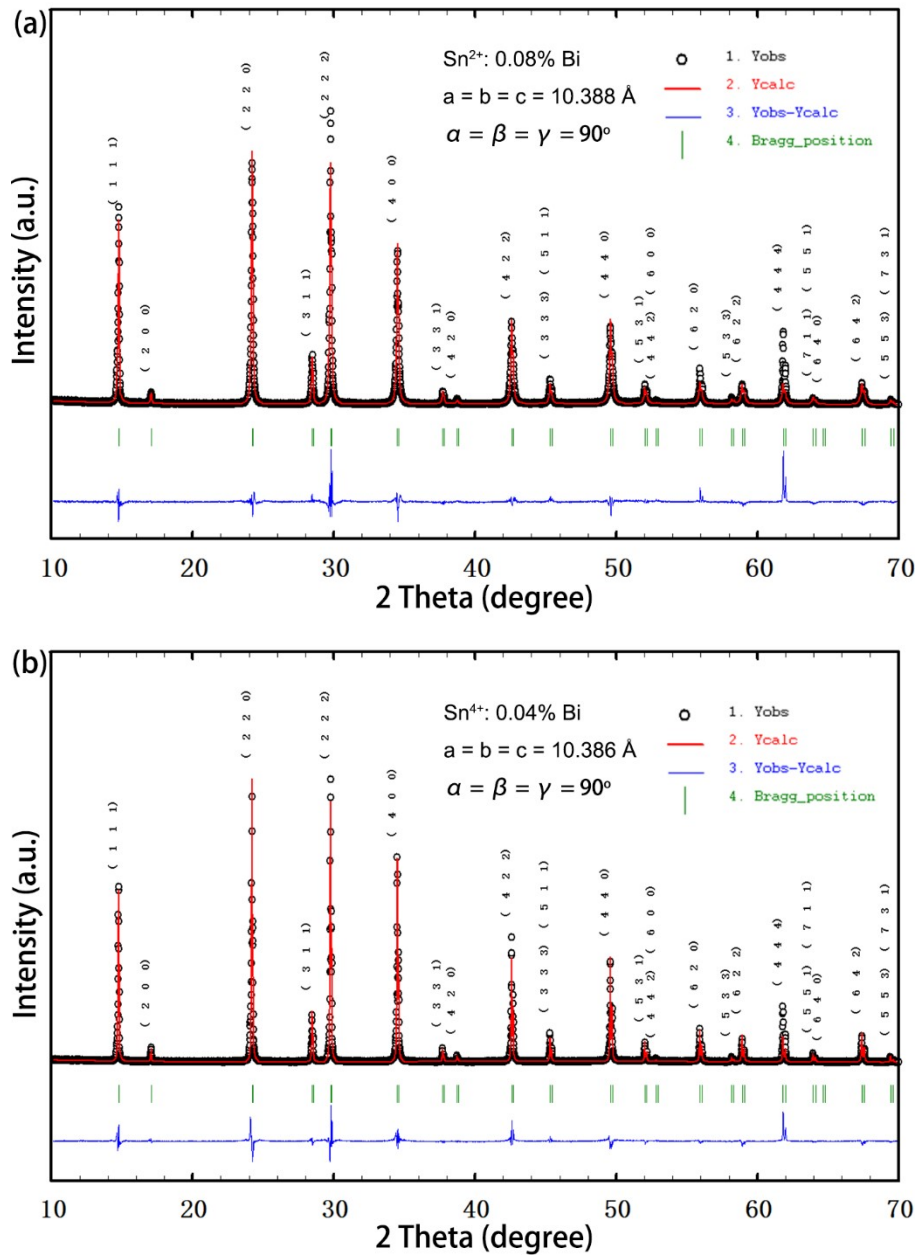 (a)
Sn²⁺: 0.08% Bi
a = b = c = 10.388 Å
α = β = γ = 90º
1. Yobs
2. Ycalc
3. Yobs-Ycalc
4. Bragg_position
( 1 1 1)
( 2 0 0)
( 2 2 0)
( 3 1 1)
( 2 2 2)
( 4 0 0)
( 3 3 1)
( 4 2 0)
( 4 2 2)
( 3 3 3) ( 5 1 1)
( 4 4 0)
( 5 3 1)
( 4 4 2) ( 6 0 0)
( 6 2 0)
( 5 3 3)
( 6 2 2)
( 4 4 4)
( 7 1 1) ( 5 5 1)
( 6 4 0)
( 6 4 2)
( 5 5 3) ( 7 3 1)
Intensity (a.u.)
10 20 30 40 50 60 70
2 Theta (degree)
(b)
Sn⁴⁺: 0.04% Bi
a = b = c = 10.386 Å
α = β = γ = 90º
1. Yobs
2. Ycalc
3. Yobs-Ycalc
4. Bragg_position
( 1 1 1)
( 2 0 0)
( 2 2 0)
( 3 1 1)
( 2 2 2)
( 4 0 0)
( 3 3 1)
( 4 2 0)
( 4 2 2)
( 3 3 3) ( 5 1 1)
( 4 4 0)
( 5 3 1)
( 4 4 2) ( 6 0 0)
( 6 2 0)
( 5 3 3)
( 6 2 2)
( 4 4 4)
( 5 5 1) ( 7 1 1)
( 6 4 0)
( 6 4 2)
( 5 5 3) ( 7 3 1)
Intensity (a.u.)
10 20 30 40 50 60 70
2 Theta (degree)